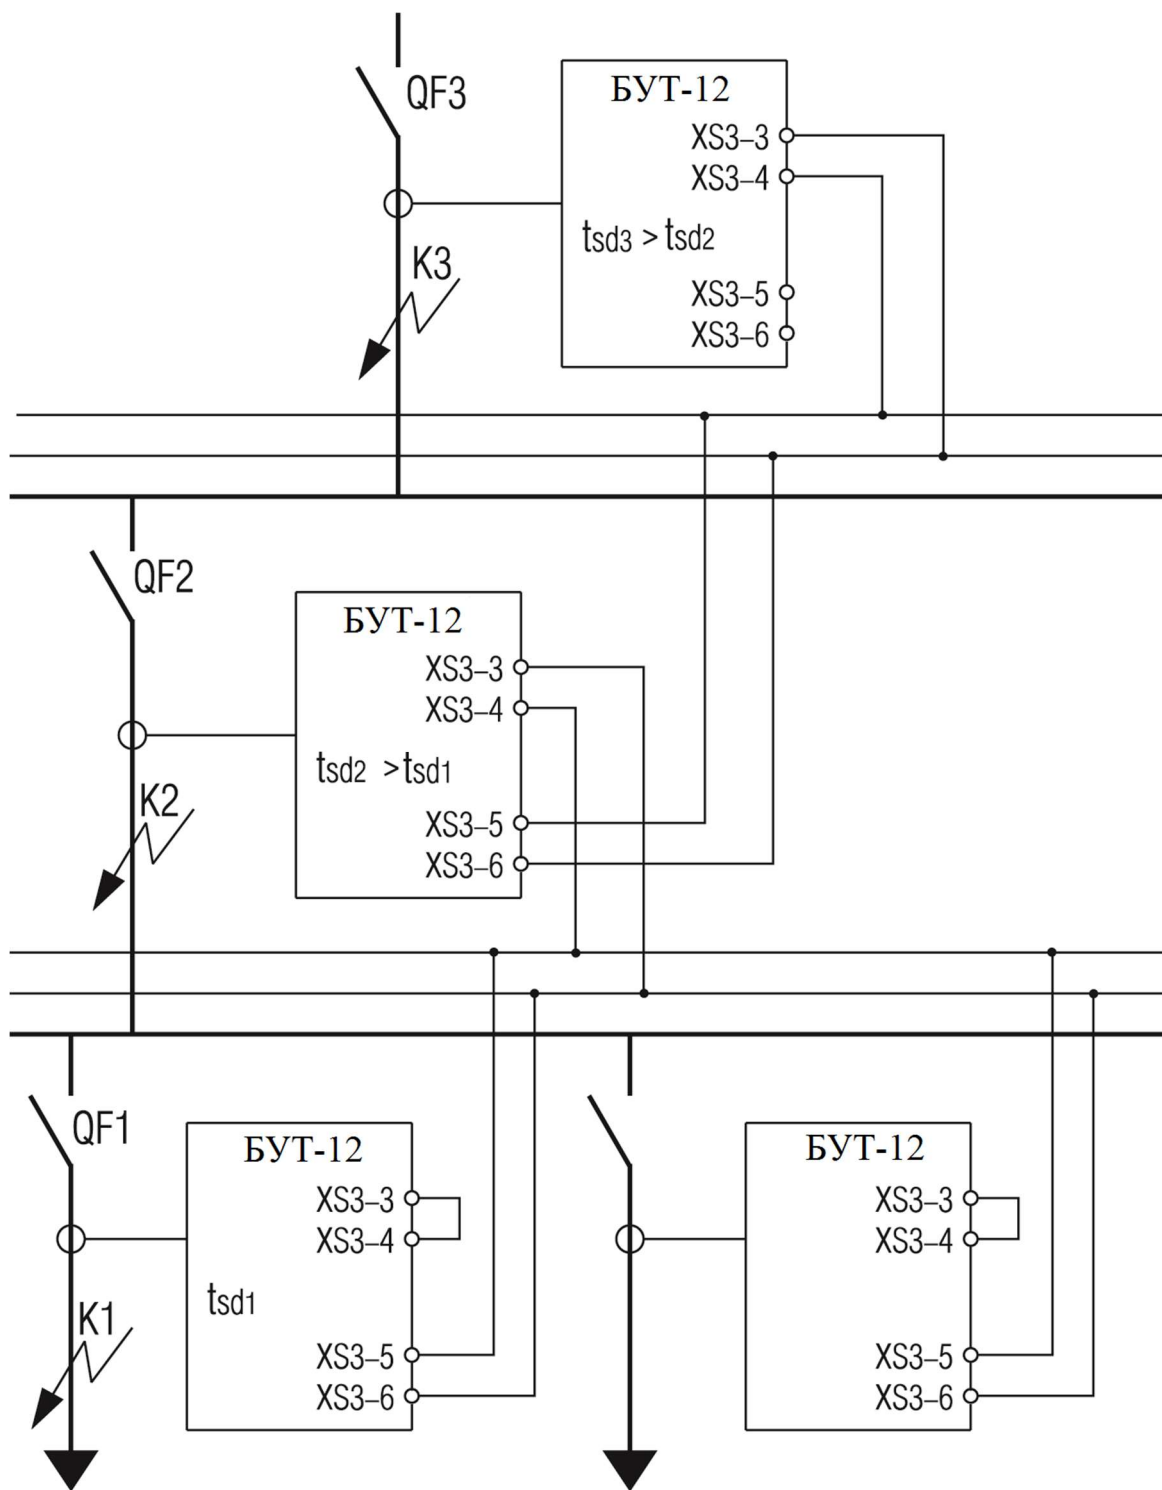 QF3
БУТ-12
XS3–3
XS3–4
tsd3 > tsd2
K3
XS3–5
XS3–6
QF2
БУТ-12
XS3–3
XS3–4
tsd2 >tsd1
K2
XS3–5
XS3–6
QF1
БУТ-12
XS3–3
XS3–4
tsd1
K1
XS3–5
XS3–6
БУТ-12
XS3–3
XS3–4
XS3–5
XS3–6